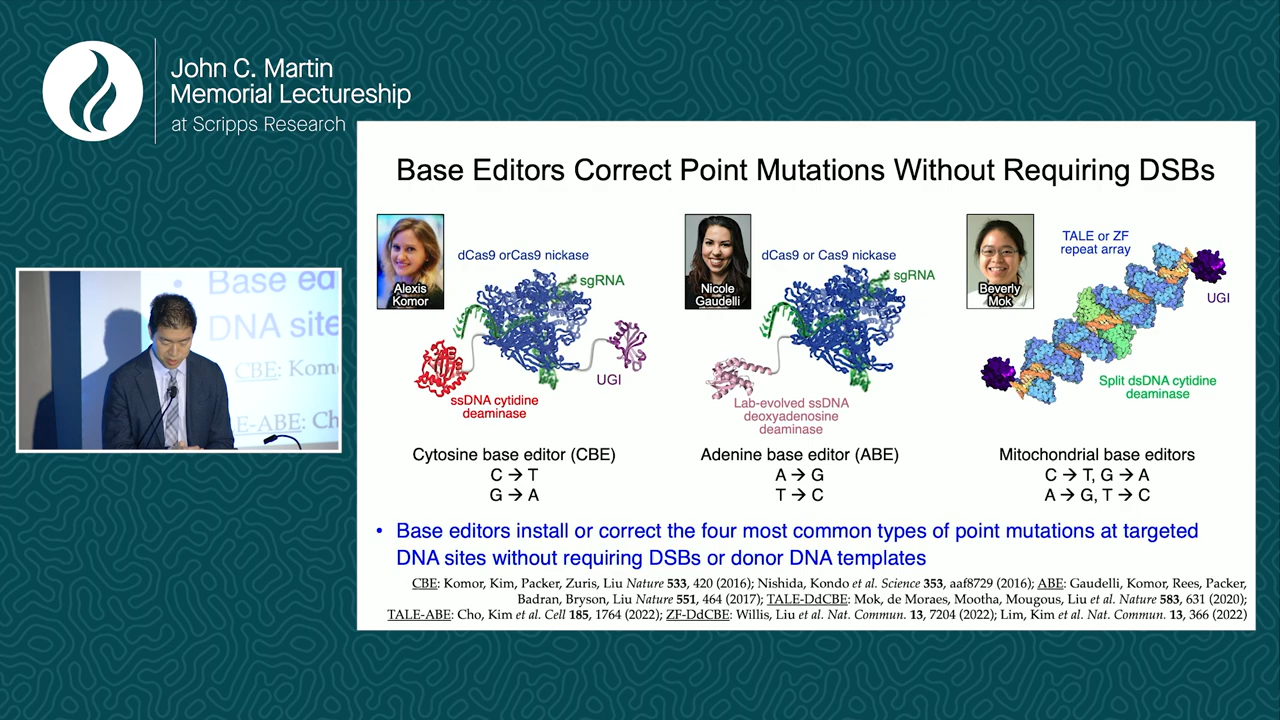 John C. Martin
Memorial Lectureship
at Scripps Research
Base Editors Correct Point Mutations Without Requiring DSBs
Alexis
Komor
dCas9 orCas9 nickase
sgRNA
UGI
ssDNA cytidine
deaminase
Cytosine base editor (CBE)
C → T
G → A
Nicole
Gaudelli
dCas9 or Cas9 nickase
sgRNA
Lab-evolved ssDNA
deoxyadenosine
deaminase
Adenine base editor (ABE)
A → G
T → C
Beverly
Mok
TALE or ZF
repeat array
UGI
Split dsDNA cytidine
deaminase
Mitochondrial base editors
C → T, G → A
A → G, T → C
• Base editors install or correct the four most common types of point mutations at targeted
DNA sites without requiring DSBs or donor DNA templates
CBE: Komor, Kim, Packer, Zuris, Liu Nature 533, 420 (2016); Nishida, Kondo et al. Science 353, aaf8729 (2016); ABE: Gaudelli, Komor, Rees, Packer,
Badran, Bryson, Liu Nature 551, 464 (2017); TALE-DdCBE: Mok, de Moraes, Mootha, Mougous, Liu et al. Nature 583, 631 (2020);
TALE-ABE: Cho, Kim et al. Cell 185, 1764 (2022); ZF-DdCBE: Willis, Liu et al. Nat. Commun. 13, 7204 (2022); Lim, Kim et al. Nat. Commun. 13, 366 (2022)
• Base ed
DNA site
CBE: Kom
E-ABE: Ch